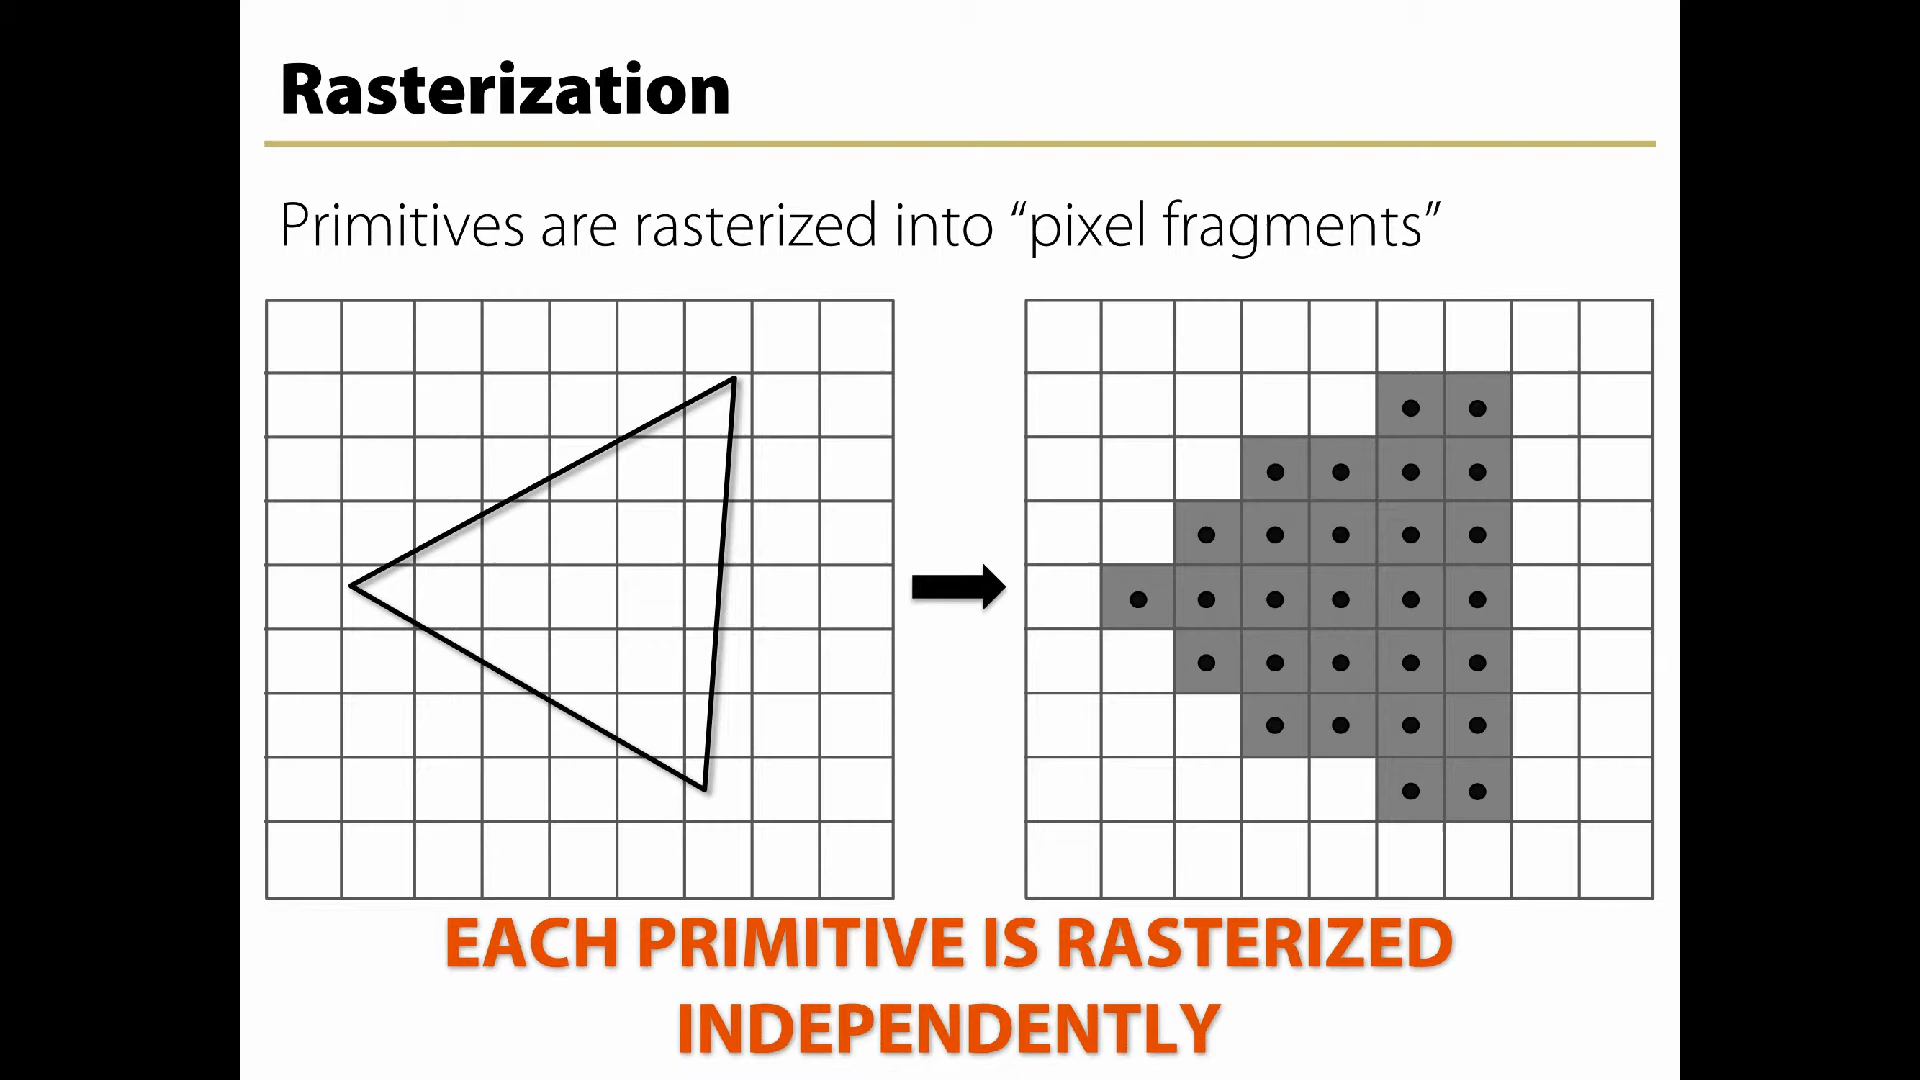 Rasterization
Primitives are rasterized into “pixel fragments”
EACH PRIMITIVE IS RASTERIZED
INDEPENDENTLY